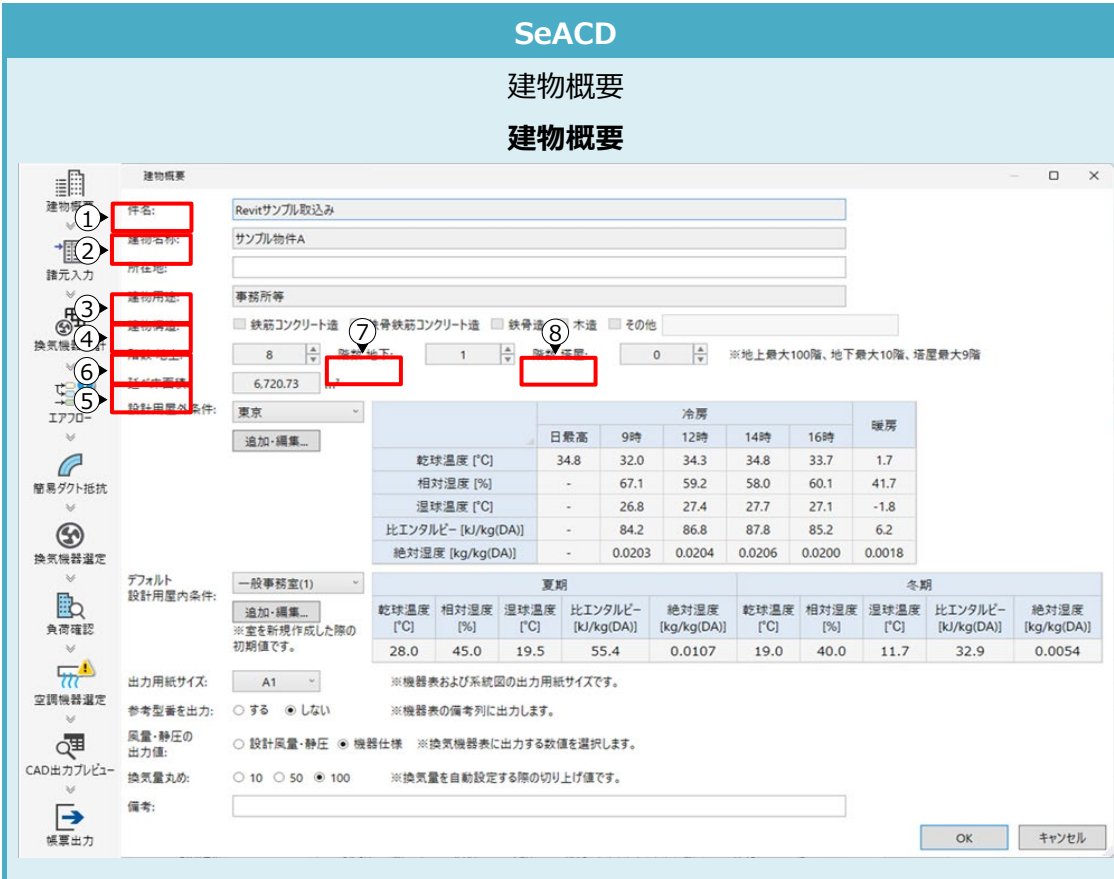 SeACD
建物概要
建物概要
建物概要
建物概要
諸元入力
エアフロー
簡易ダクト抵抗
換気機器選定
負荷確認
空調機器選定
CAD出力プレビュー
帳票出力
① 件名: Revitサンプル取込み
② 建物名称: サンプル物件A
所在地:
③ 建物用途: 事務所等
④ 建物構造: 鉄筋コンクリート造 鉄骨鉄筋コンクリート造 鉄骨造 木造 その他
⑥ 階数 地上: 8 ⑦ 階数 地下: 1 ⑧ 階数 塔屋: 0 ※地上最大100階、地下最大10階、塔屋最大9階
⑤ 延べ床面積: 6,720.73 m²
設計用屋外条件: 東京
追加・編集...
冷房 暖房
日最高 9時 12時 14時 16時
乾球温度 [°C] 34.8 32.0 34.3 34.8 33.7 1.7
相対湿度 [%] - 67.1 59.2 58.0 60.1 41.7
湿球温度 [°C] - 26.8 27.4 27.7 27.1 -1.8
比エンタルピー [kJ/kg(DA)] - 84.2 86.8 87.8 85.2 6.2
絶対湿度 [kg/kg(DA)] - 0.0203 0.0204 0.0206 0.0200 0.0018
デフォルト
設計用屋内条件: 一般事務室(1)
追加・編集...
※室を新規作成した際の
初期値です。
夏期 冬期
乾球温度 [°C] 相対湿度 [%] 湿球温度 [°C] 比エンタルピー [kJ/kg(DA)] 絶対湿度 [kg/kg(DA)] 乾球温度 [°C] 相対湿度 [%] 湿球温度 [°C] 比エンタルピー [kJ/kg(DA)] 絶対湿度 [kg/kg(DA)]
28.0 45.0 19.5 55.4 0.0107 19.0 40.0 11.7 32.9 0.0054
出力用紙サイズ: A1 ※機器表および系統図の出力用紙サイズです。
参考型番を出力: する しない ※機器表の備考列に出力します。
風量・静圧の
出力値: 設計風量・静圧 機器仕様 ※換気機器表に出力する数値を選択します。
換気量丸め: 10 50 100 ※換気量を自動設定する際の切り上げ値です。
備考:
OK キャンセル